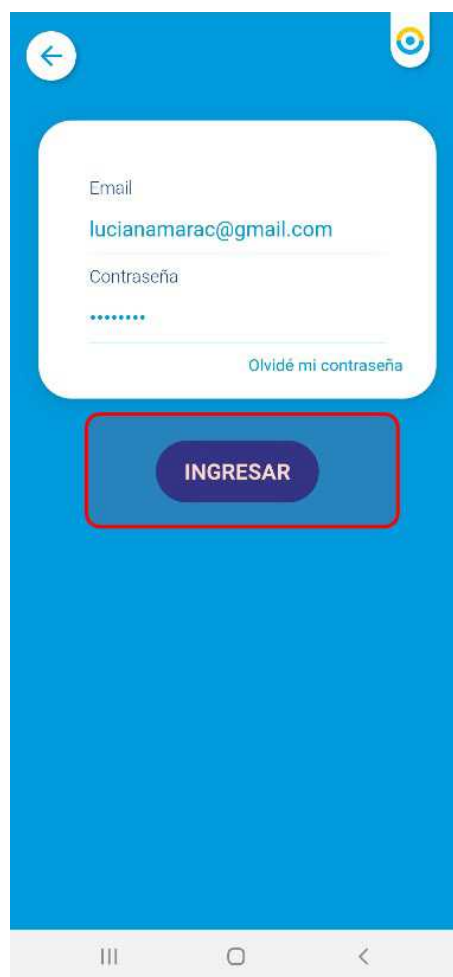 Email
lucianamarac@gmail.com
Contraseña
••••••••
Olvidé mi contraseña
INGRESAR